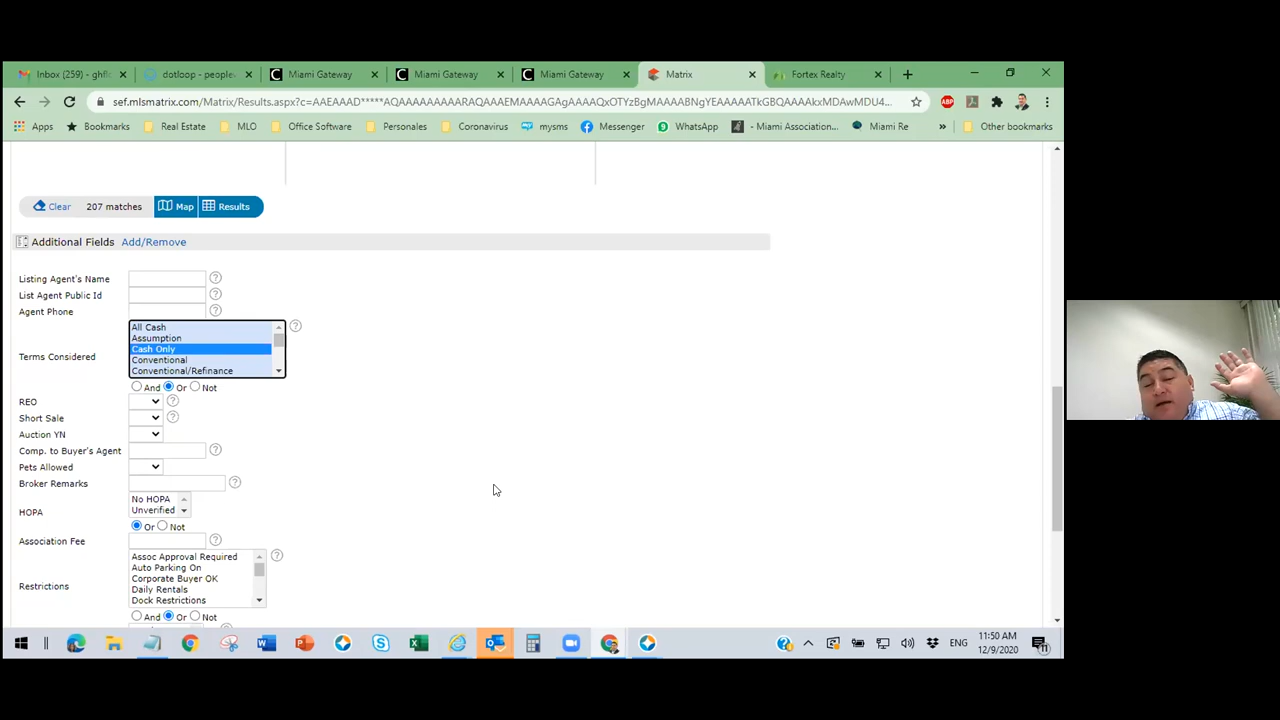 Inbox (259) - ghfl
dotloop - people
Miami Gateway
Miami Gateway
Miami Gateway
Matrix
Fortex Realty
sef.mlsmatrix.com/Matrix/Results.aspx?c=AAEAAAD*****AQAAAAAAAAARAQAAAEMAAAAGAgAAAAQxOTYzBgMAAAABNgYEAAAAATkGBQAAAAkxMDAwMDU4...
ABP
Apps
Bookmarks
Real Estate
MLO
Office Software
Personales
Coronavirus
mysms
Messenger
WhatsApp
- Miami Association...
Miami Re
»
Other bookmarks
Clear
207 matches
Map
Results
Additional Fields
Add/Remove
Listing Agent's Name
List Agent Public Id
Agent Phone
Terms Considered
All Cash
Assumption
Cash Only
Conventional
Conventional/Refinance
And Or Not
REO
Short Sale
Auction YN
Comp. to Buyer's Agent
Pets Allowed
Broker Remarks
HOPA
No HOPA
Unverified
Or Not
Association Fee
Restrictions
Assoc Approval Required
Auto Parking On
Corporate Buyer OK
Daily Rentals
Dock Restrictions
And Or Not
ENG
11:50 AM
12/9/2020